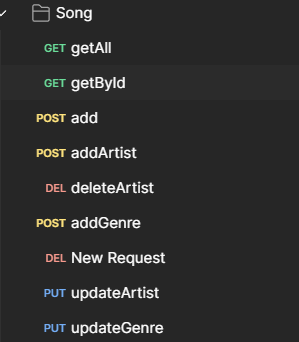 Song
GET getAll
GET getById
POST add
POST addArtist
DEL deleteArtist
POST addGenre
DEL New Request
PUT updateArtist
PUT updateGenre